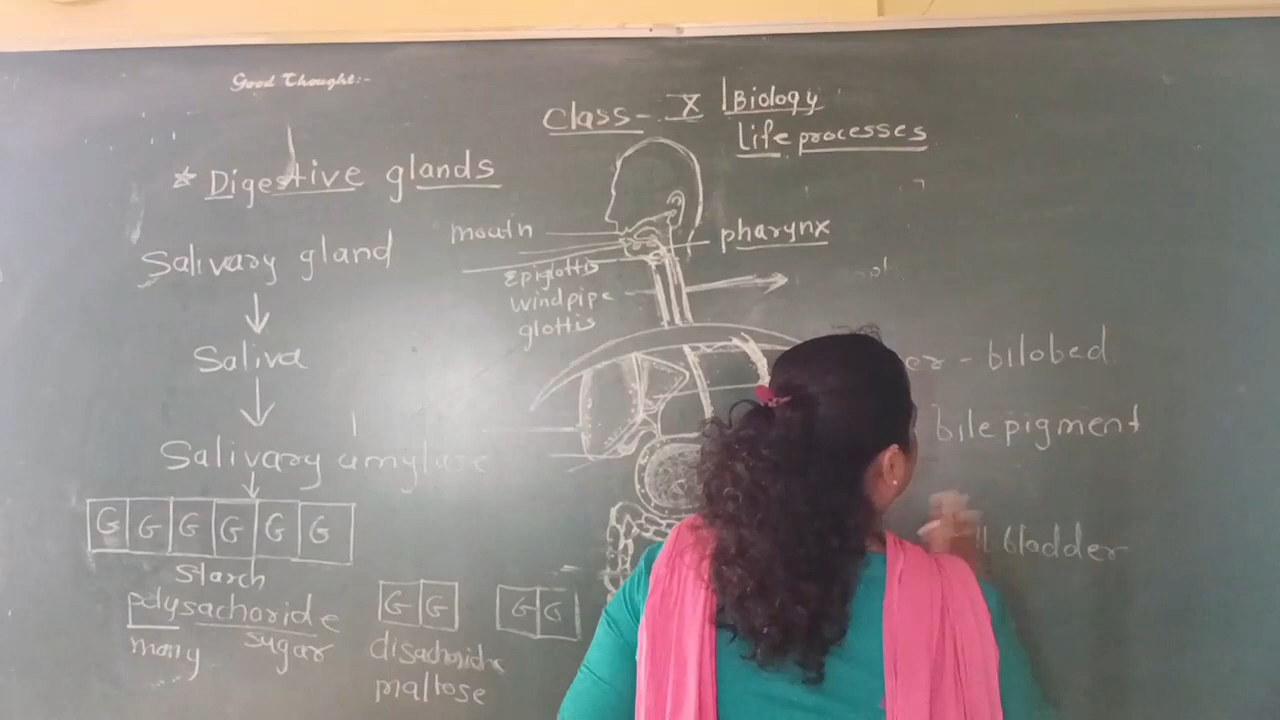 Good Thought:-
Class- X Biology
Life processes
* Digestive glands
Salivary gland
Saliva
Salivary amylase
G G G G G G
starch
polysachoride
many sugar
G G
G G
disachoride
maltose
mouth
pharynx
Epiglottis
windpipe
glottis
- bilobed
bile pigment
bladder